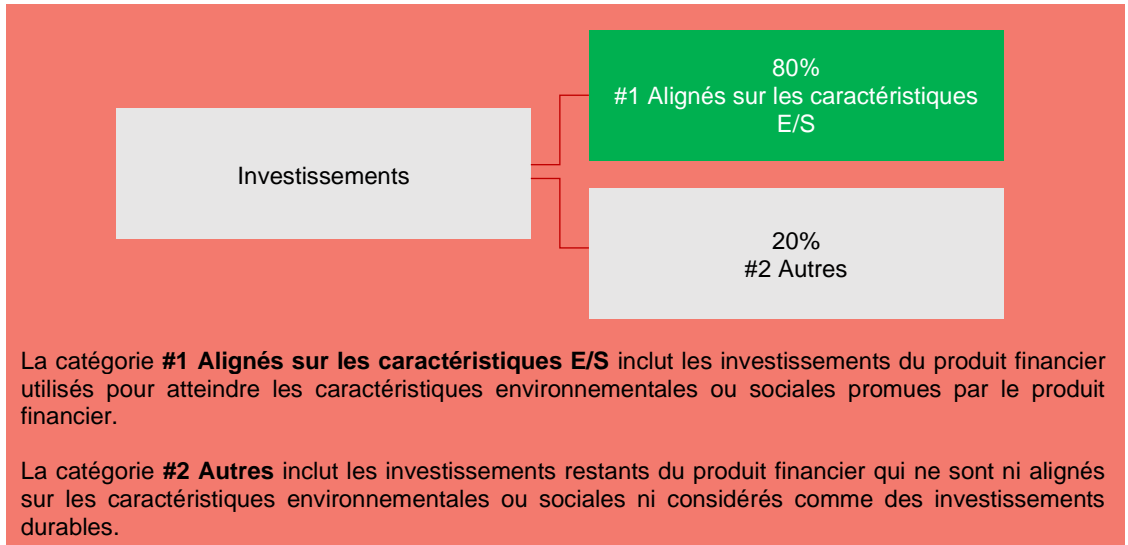 80%
#1 Alignés sur les caractéristiques
E/S
Investissements
20%
#2 Autres
La catégorie #1 Alignés sur les caractéristiques E/S inclut les investissements du produit financier
utilisés pour atteindre les caractéristiques environnementales ou sociales promues par le produit
financier.
La catégorie #2 Autres inclut les investissements restants du produit financier qui ne sont ni alignés
sur les caractéristiques environnementales ou sociales ni considérés comme des investissements
durables.